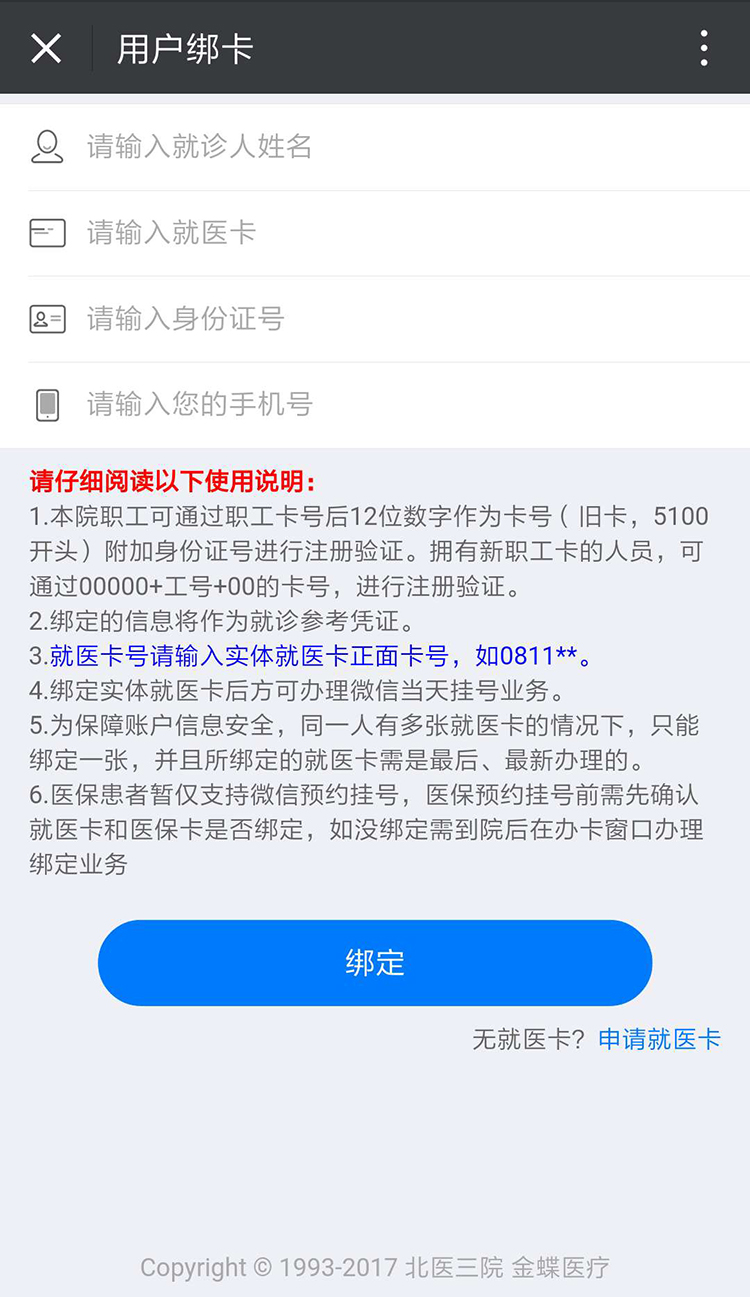 用户绑卡
请输入就诊人姓名
请输入就医卡
请输入身份证号
请输入您的手机号
请仔细阅读以下使用说明：
1.本院职工可通过职工卡号后12位数字作为卡号（旧卡，5100
开头）附加身份证号进行注册验证。拥有新职工卡的人员，可
通过00000+工号+00的卡号，进行注册验证。
2.绑定的信息将作为就诊参考凭证。
3.就医卡号请输入实体就医卡正面卡号，如0811**。
4.绑定实体就医卡后方可办理微信当天挂号业务。
5.为保障账户信息安全，同一人有多张就医卡的情况下，只能
绑定一张，并且所绑定的就医卡需是最后、最新办理的。
6.医保患者暂仅支持微信预约挂号，医保预约挂号前需先确认
就医卡和医保卡是否绑定，如没绑定需到院后在办卡窗口办理
绑定业务
绑定
无就医卡？申请就医卡
Copyright © 1993-2017 北医三院 金蝶医疗